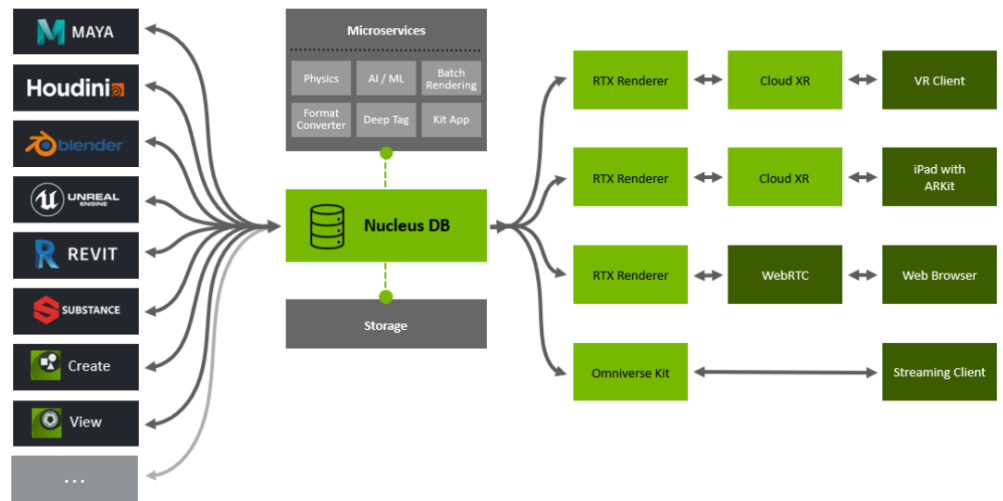 MAYA
Houdini
blender
UNREAL
ENGINE
REVIT
SUBSTANCE
Create
View
...
Microservices
Physics
AI / ML
Batch
Rendering
Format
Converter
Deep Tag
Kit App
Nucleus DB
Storage
RTX Renderer
Cloud XR
VR Client
RTX Renderer
Cloud XR
iPad with
ARKit
RTX Renderer
WebRTC
Web Browser
Omniverse Kit
Streaming Client